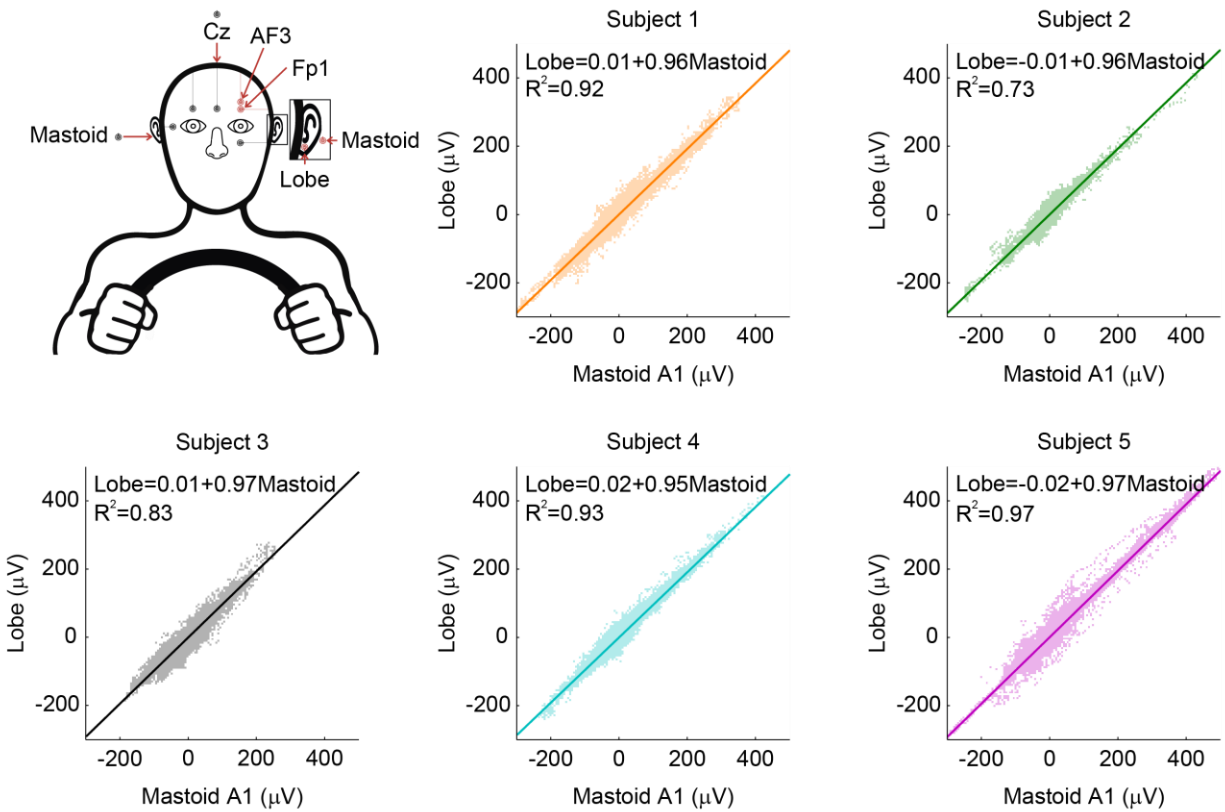 Cz
AF3
Fp1
Mastoid
Mastoid
Lobe
Subject 1
Lobe=0.01+0.96Mastoid
R²=0.92
400
200
0
-200
Lobe (µV)
-200 0 200 400
Mastoid A1 (µV)
Subject 2
Lobe=-0.01+0.96Mastoid
R²=0.73
400
200
0
-200
Lobe (µV)
-200 0 200 400
Mastoid A1 (µV)
Subject 3
Lobe=0.01+0.97Mastoid
R²=0.83
400
200
0
-200
Lobe (µV)
-200 0 200 400
Mastoid A1 (µV)
Subject 4
Lobe=0.02+0.95Mastoid
R²=0.93
400
200
0
-200
Lobe (µV)
-200 0 200 400
Mastoid A1 (µV)
Subject 5
Lobe=-0.02+0.97Mastoid
R²=0.97
400
200
0
-200
Lobe (µV)
-200 0 200 400
Mastoid A1 (µV)